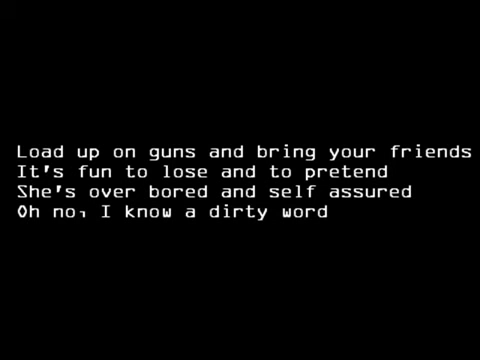 Load up on guns and bring your friends
It's fun to lose and to pretend
She's over bored and self assured
Oh no, I know a dirty word